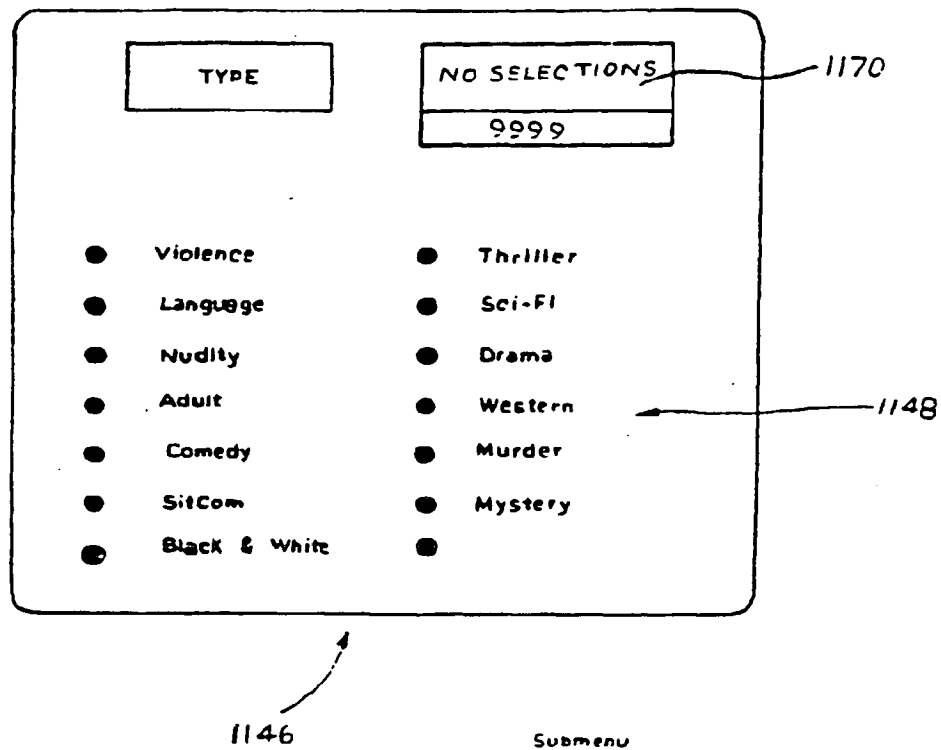 TYPE
NO SELECTIONS
9999
1170
Violence
Thriller
Language
Sci-Fi
Nudity
Drama
Adult
Western
1148
Comedy
Murder
SitCom
Mystery
Black & White
1146
Submenu